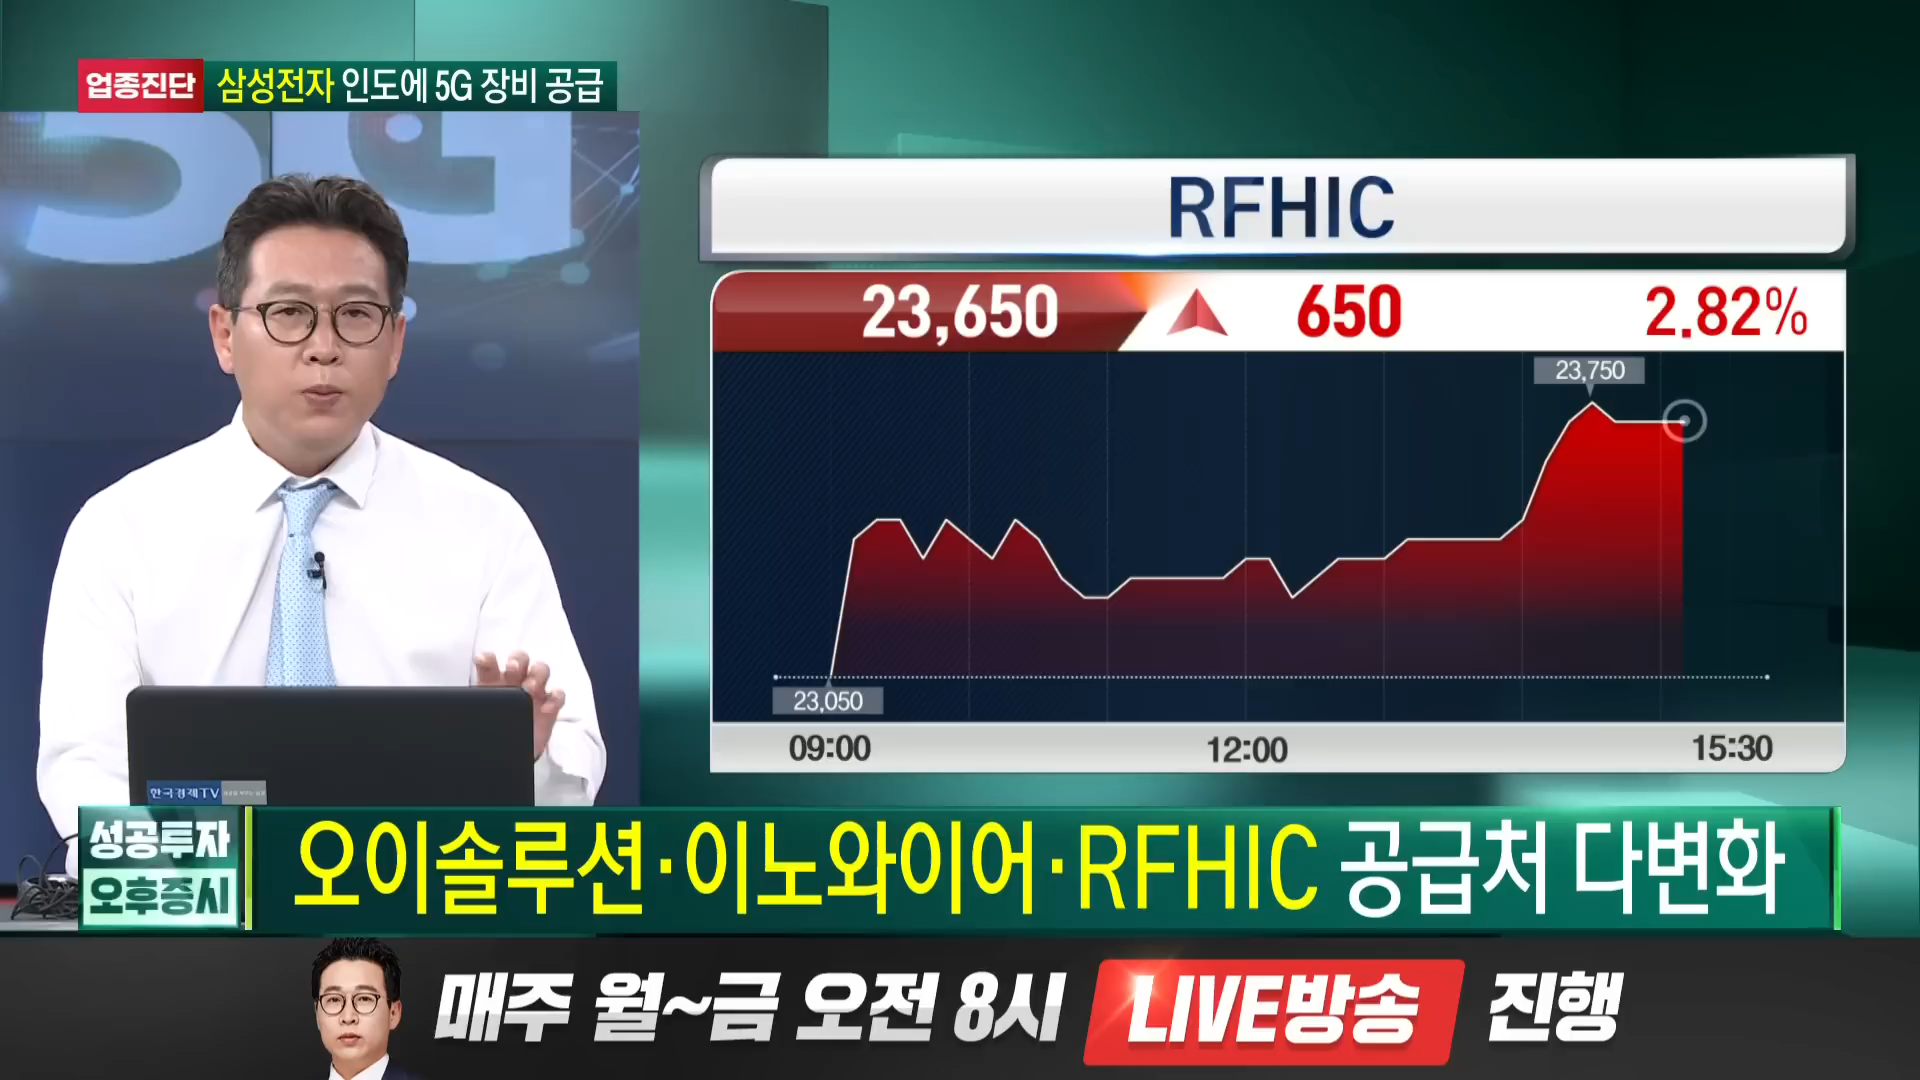 업종진단 삼성전자 인도에 5G 장비 공급
5G
RFHIC
23,650 650 2.82%
23,750
23,050
09:00 12:00 15:30
한국경제TV
성공투자
오후증시
오이솔루션·이노와이어·RFHIC 공급처 다변화
매주 월~금 오전 8시 LIVE방송 진행